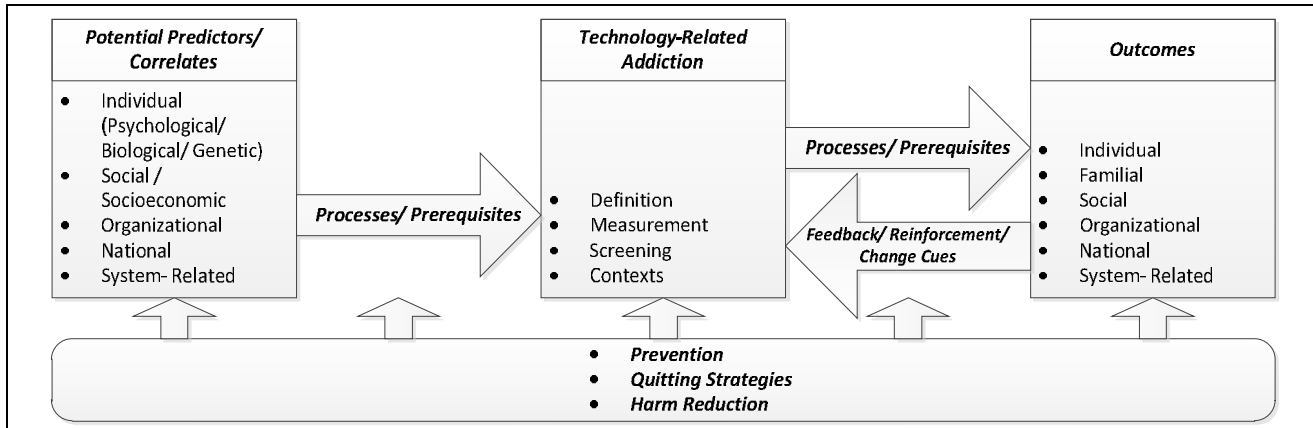 Potential Predictors/
Correlates
• Individual
(Psychological/
Biological/ Genetic)
• Social /
Socioeconomic
• Organizational
• National
• System- Related
Processes/ Prerequisites
Technology-Related
Addiction
• Definition
• Measurement
• Screening
• Contexts
Processes/ Prerequisites
Feedback/ Reinforcement/
Change Cues
Outcomes
• Individual
• Familial
• Social
• Organizational
• National
• System- Related
• Prevention
• Quitting Strategies
• Harm Reduction